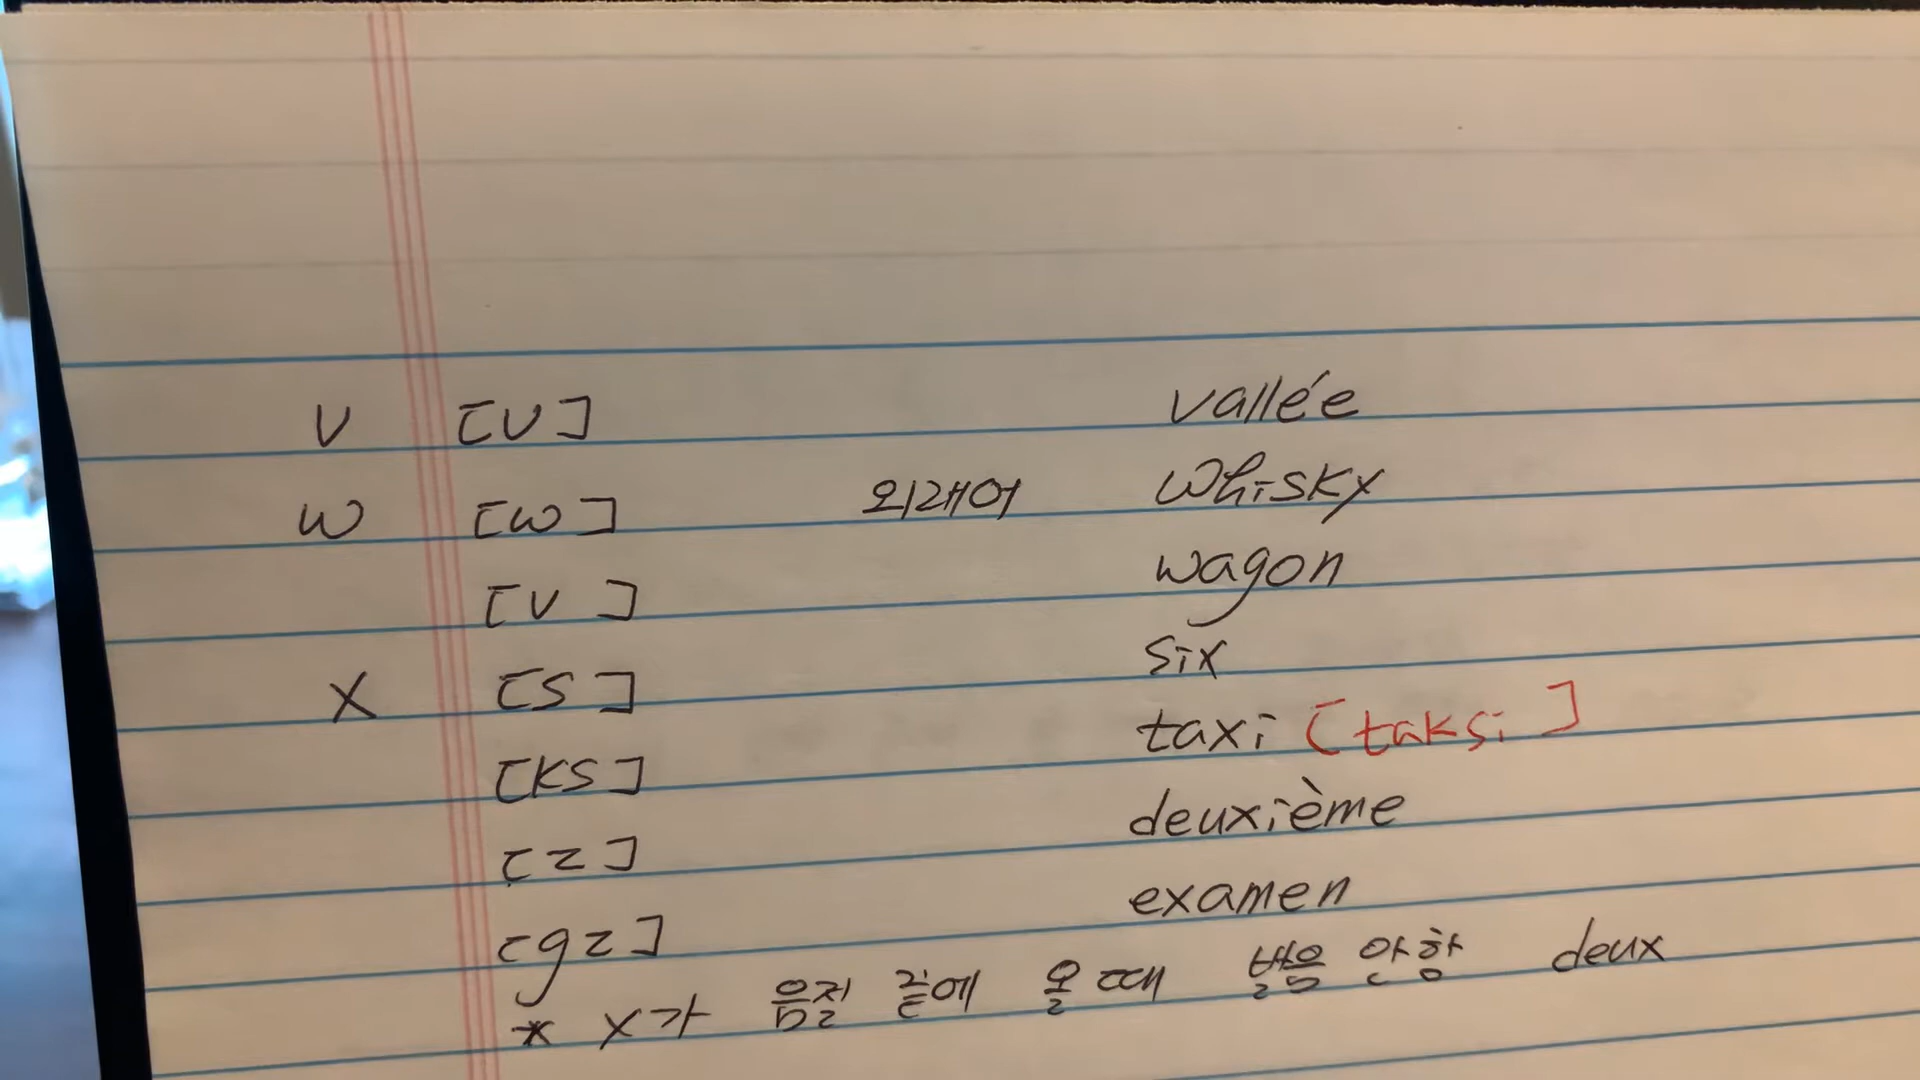 v [v] vallée
w [w] 외래어 whisky
[v] wagon
x [s] six
[ks] taxi [taksi]
[z] deuxième
[gz] examen
* x가 음절 끝에 올 때 발음 안함 deux